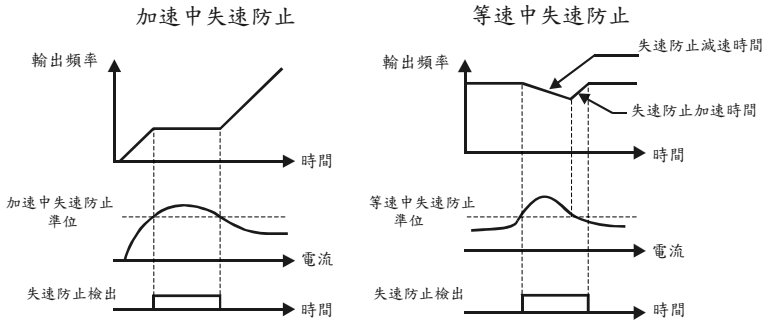 加速中失速防止
輸出頻率
時間
加速中失速防止
準位
電流
失速防止檢出
時間
等速中失速防止
輸出頻率
失速防止減速時間
失速防止加速時間
時間
等速中失速防止
準位
電流
失速防止檢出
時間